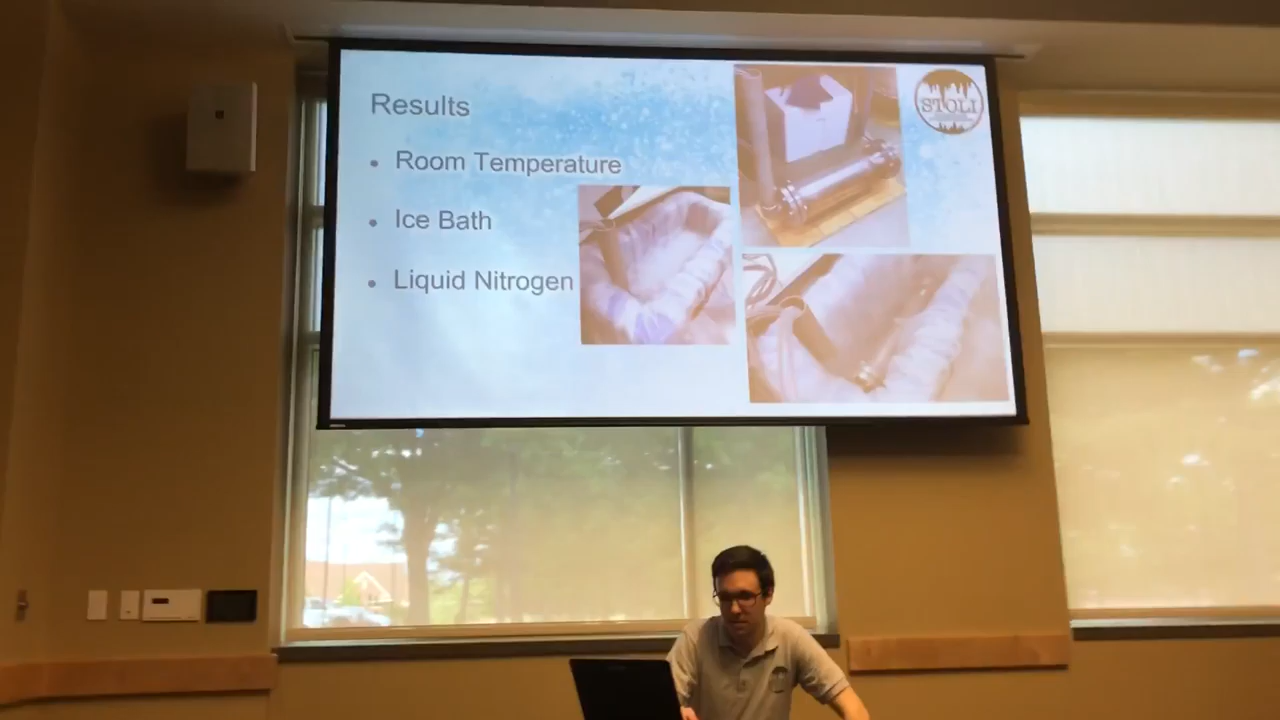 Results
STOLI
• Room Temperature
• Ice Bath
• Liquid Nitrogen